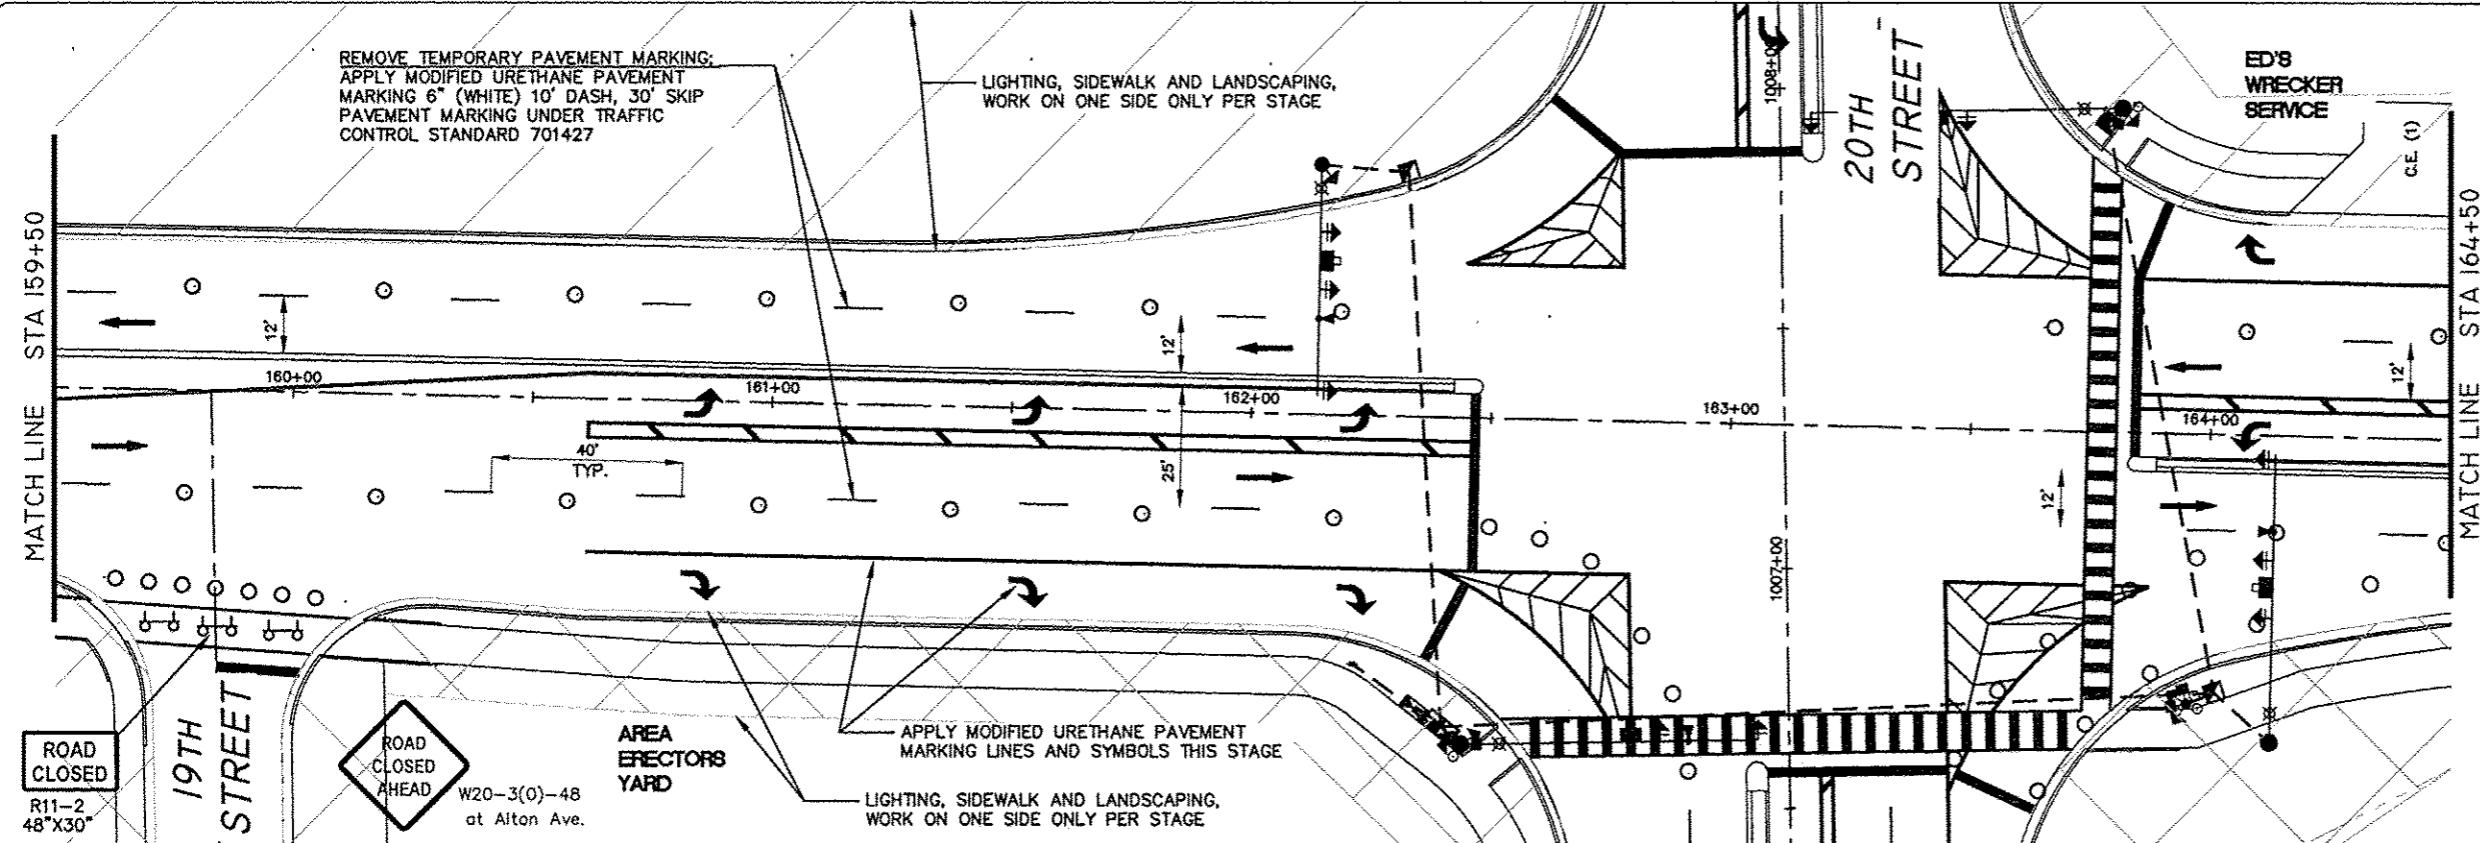 REMOVE TEMPORARY PAVEMENT MARKING;
APPLY MODIFIED URETHANE PAVEMENT
MARKING 6" (WHITE) 10' DASH, 30' SKIP
PAVEMENT MARKING UNDER TRAFFIC
CONTROL STANDARD 701427
LIGHTING, SIDEWALK AND LANDSCAPING,
WORK ON ONE SIDE ONLY PER STAGE
1008+00
20TH
STREET
ED'S
WRECKER
SERVICE
C.E. (1)
MATCH LINE STA 159+50
MATCH LINE STA 164+50
12'
12'
12'
160+00
161+00
162+00
163+00
164+00
40'
TYP.
25'
12'
1007+00
ROAD
CLOSED
R11-2
48"X30"
19TH
STREET
ROAD
CLOSED
AHEAD
W20-3(0)-48
at Alton Ave.
AREA
ERECTORS
YARD
APPLY MODIFIED URETHANE PAVEMENT
MARKING LINES AND SYMBOLS THIS STAGE
LIGHTING, SIDEWALK AND LANDSCAPING,
WORK ON ONE SIDE ONLY PER STAGE